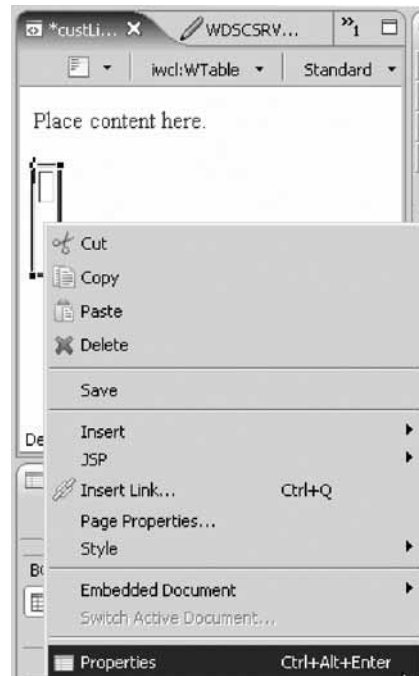 *custLi... WDSCSRV... »1
iwcl:WTable Standard
Place content here.
Cut
Copy
Paste
Delete
Save
Insert
De
JSP
Insert Link... Ctrl+Q
Page Properties...
Style
Embedded Document
Switch Active Document...
Properties Ctrl+Alt+Enter